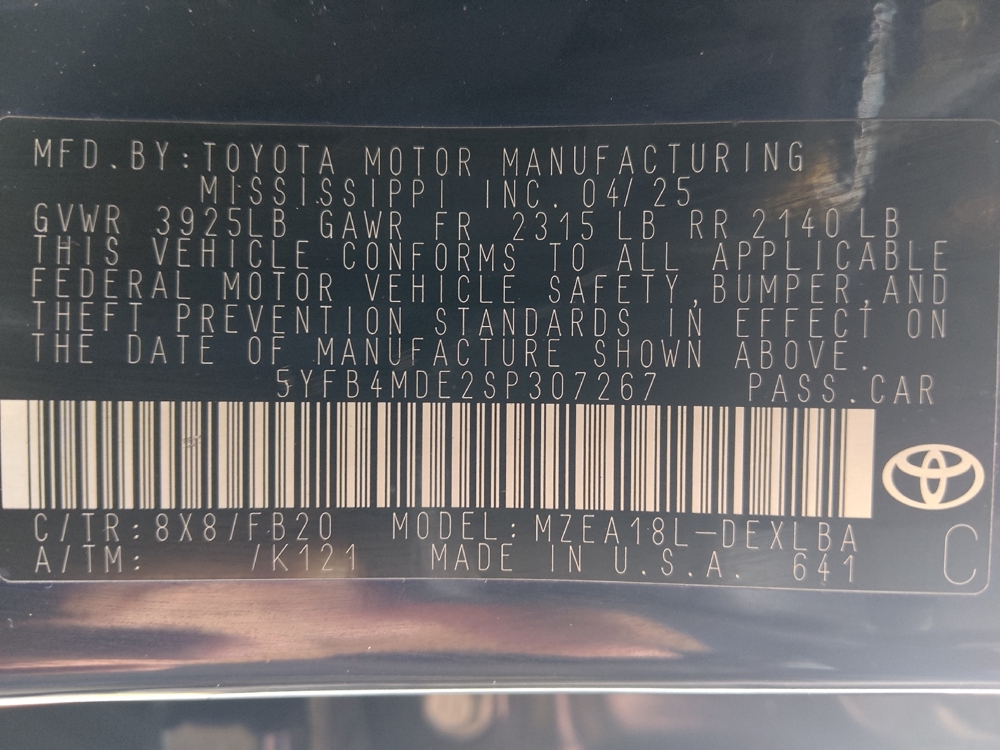 MFD.BY:TOYOTA MOTOR MANUFACTURING
MISSISSIPPI INC. 04/25
GVWR 3925LB GAWR FR 2315 LB RR 2140 LB
THIS VEHICLE CONFORMS TO ALL APPLICABLE
FEDERAL MOTOR VEHICLE SAFETY,BUMPER,AND
THEFT PREVENTION STANDARDS IN EFFECT ON
THE DATE OF MANUFACTURE SHOWN ABOVE.
5YFB4MDE2SP307267 PASS.CAR
C/TR:8X8/FB20 MODEL:MZEA18L-DEXLBA
A/TM: /K121 MADE IN U.S.A. 641
C